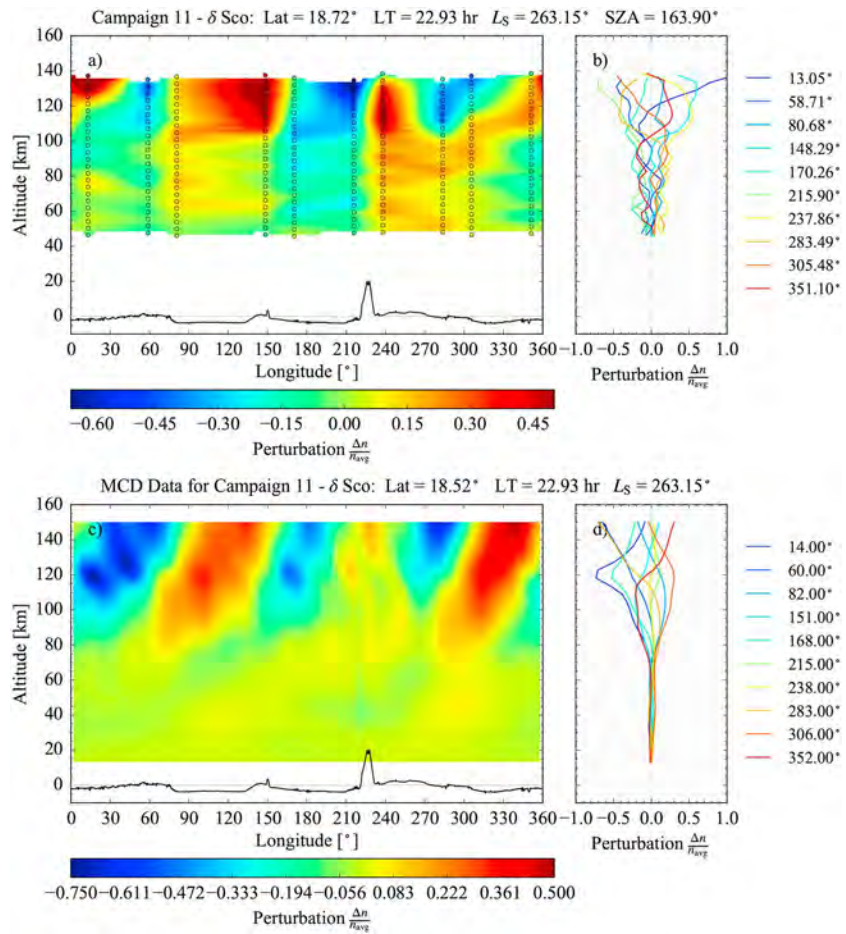 Campaign 11 - δ Sco: Lat = 18.72° LT = 22.93 hr L_S = 263.15° SZA = 163.90°
a)
b)
160
140
120
100
80
60
40
20
0
Altitude [km]
0 30 60 90 120 150 180 210 240 270 300 330 360
Longitude [°]
−1.0 −0.5 0.0 0.5 1.0
Perturbation Δn/n_avg
13.05°
58.71°
80.68°
148.29°
170.26°
215.90°
237.86°
283.49°
305.48°
351.10°
−0.60 −0.45 −0.30 −0.15 0.00 0.15 0.30 0.45
Perturbation Δn/n_avg
MCD Data for Campaign 11 - δ Sco: Lat = 18.52° LT = 22.93 hr L_S = 263.15°
c)
d)
160
140
120
100
80
60
40
20
0
Altitude [km]
0 30 60 90 120 150 180 210 240 270 300 330 360
Longitude [°]
−1.0 −0.5 0.0 0.5 1.0
Perturbation Δn/n_avg
14.00°
60.00°
82.00°
151.00°
168.00°
215.00°
238.00°
283.00°
306.00°
352.00°
−0.750 −0.611 −0.472 −0.333 −0.194 −0.056 0.083 0.222 0.361 0.500
Perturbation Δn/n_avg